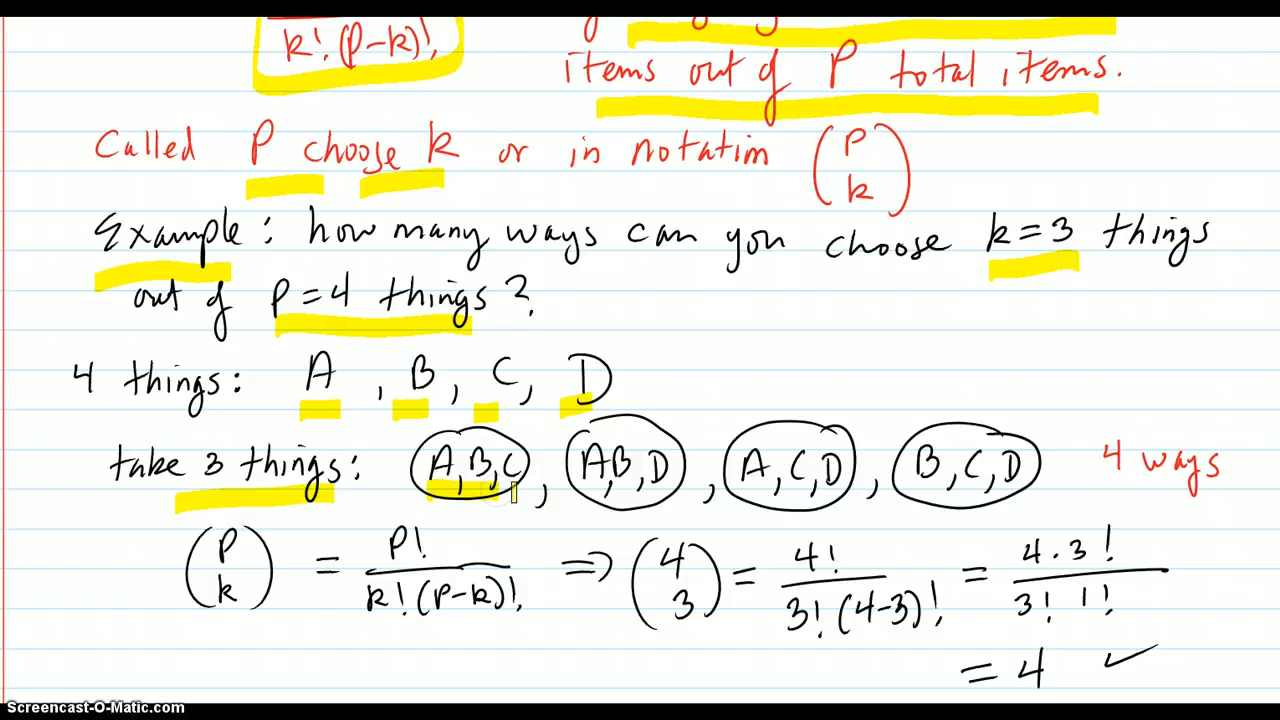 k!(P-k)!
items out of P total items.
Called P choose k or in notation (P k)
Example: how many ways can you choose k=3 things
out of P=4 things?
4 things: A, B, C, D
take 3 things: A,B,C, A,B,D, A,C,D, B,C,D 4 ways
(P k) = P!/k!(P-k)! ⇒ (4 3) = 4!/3!(4-3)! = 4·3!/3! 1!
= 4 ✓
Screencast-O-Matic.com